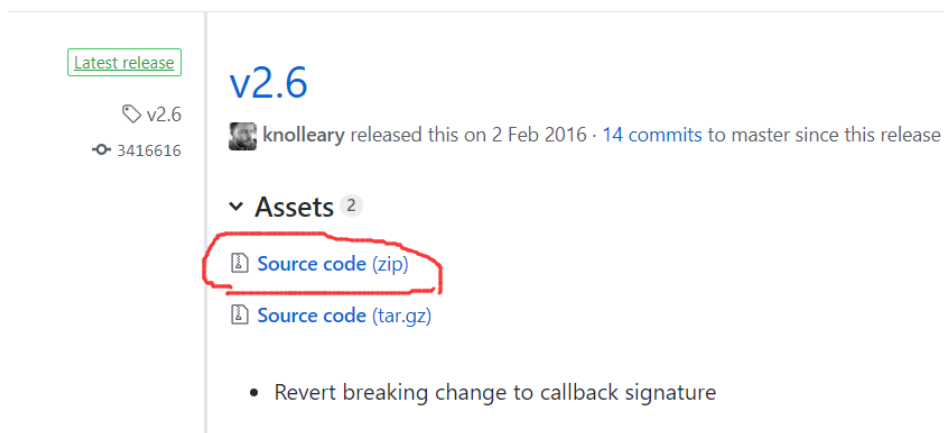 Latest release
v2.6
3416616
v2.6
knolleary released this on 2 Feb 2016 · 14 commits to master since this release
Assets 2
Source code (zip)
Source code (tar.gz)
• Revert breaking change to callback signature